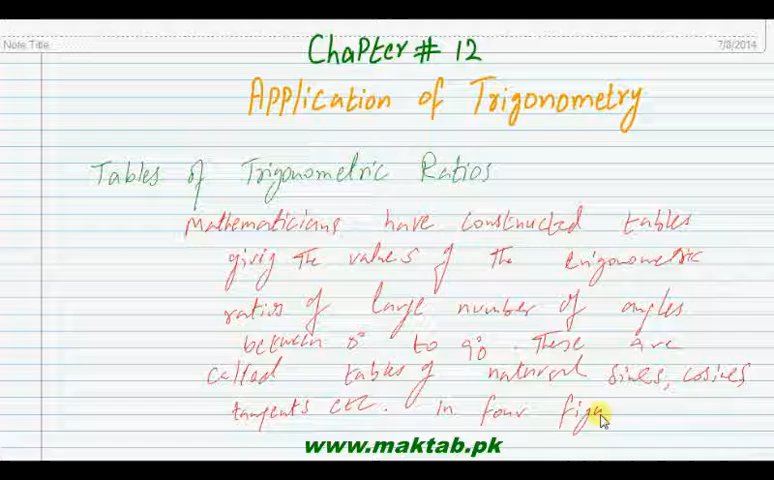 Note Title
7/8/2014
Chapter # 12
Application of Trigonometry
Tables of Trigonometric Ratios
Mathematicians have constructed tables
givig the values of the trigonometric
ratios of large number of angles
between 0° to 90°. These are
called tables of natural sines, cosines
tangents etc. In four figu
www.maktab.pk